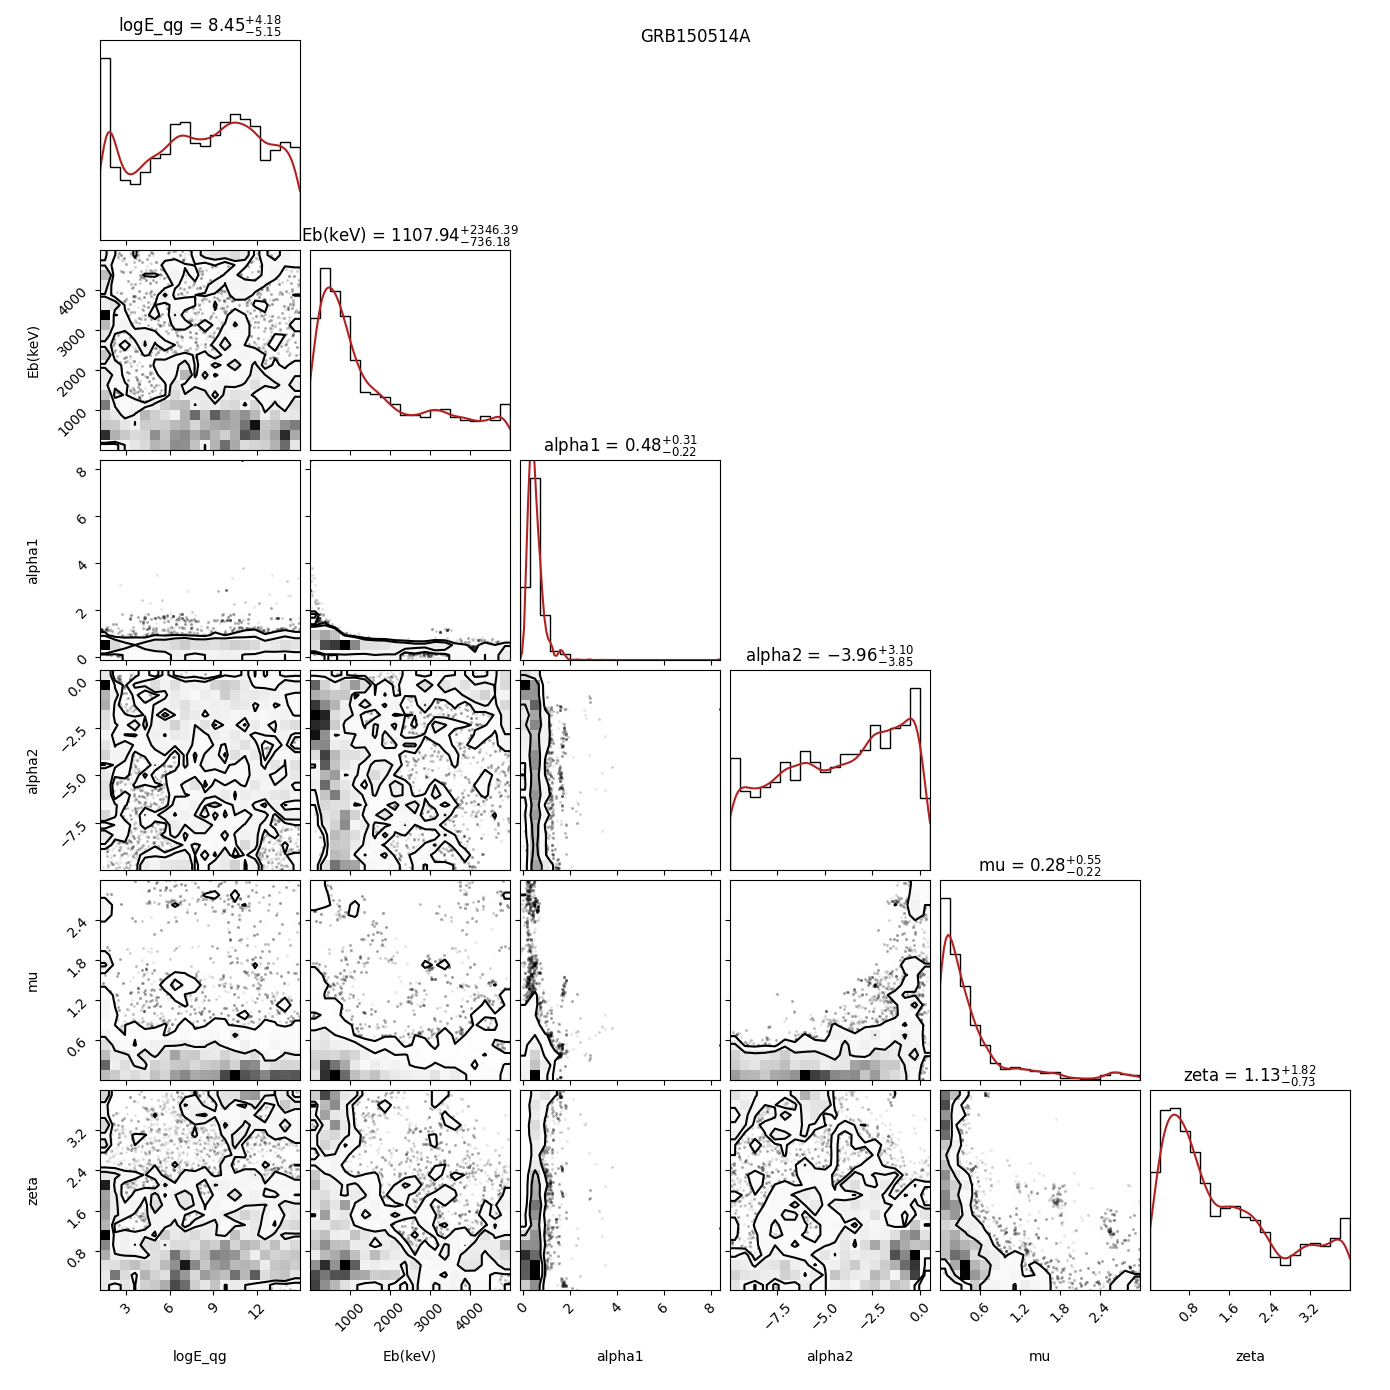 GRB150514A
logE_qg = 8.45+4.18 −5.15
Eb(keV) = 1107.94+2346.39 −736.18
Eb(keV)
4000
3000
2000
1000
alpha1 = 0.48+0.31 −0.22
alpha1
8
6
4
2
0
alpha2 = −3.96+3.10 −3.85
alpha2
0.0
−2.5
−5.0
−7.5
mu = 0.28+0.55 −0.22
mu
2.4
1.8
1.2
0.6
zeta = 1.13+1.82 −0.73
zeta
3.2
2.4
1.6
0.8
3 6 9 12
1000 2000 3000 4000
0 2 4 6 8
−7.5 −5.0 −2.5 0.0
0.6 1.2 1.8 2.4
0.8 1.6 2.4 3.2
logE_qg Eb(keV) alpha1 alpha2 mu zeta